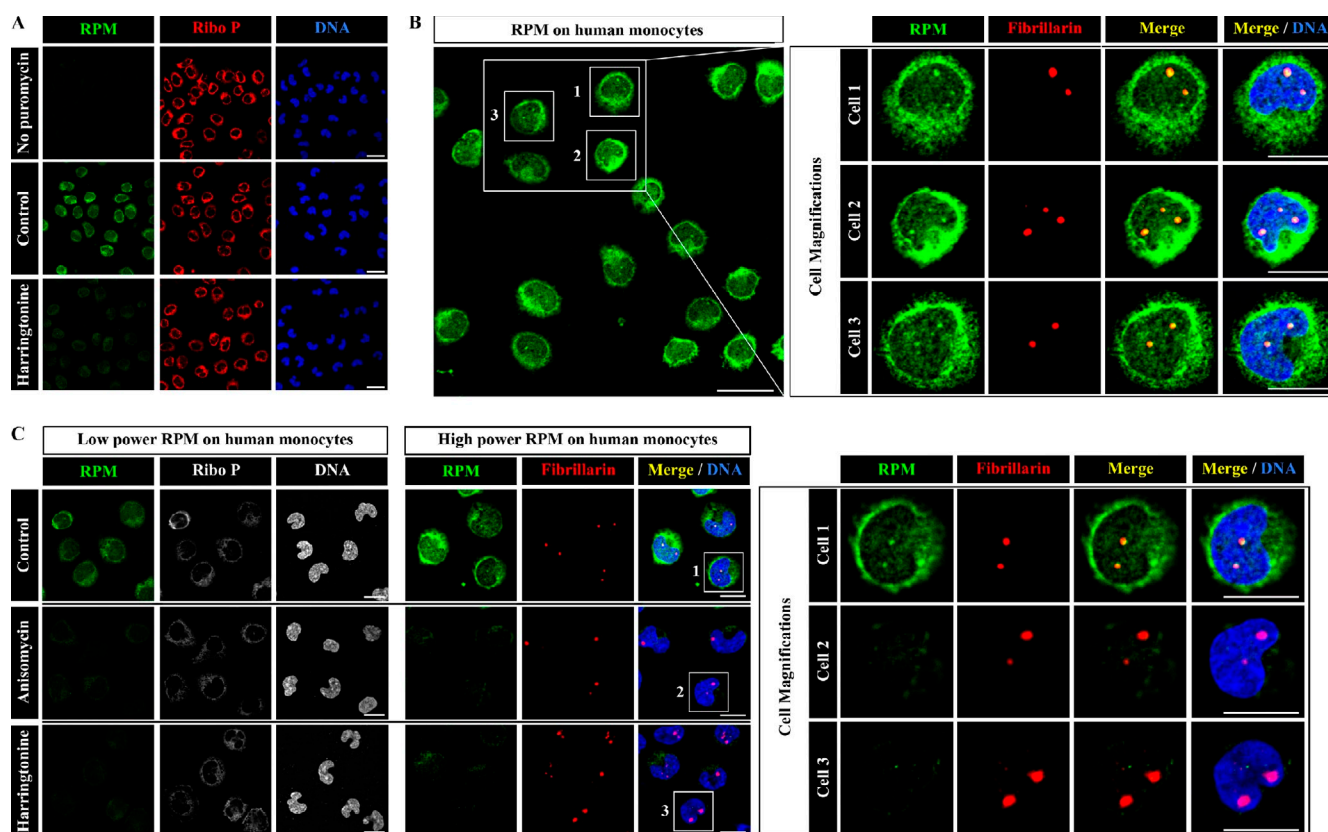 A
RPM Ribo P DNA
No puromycin
Control
Harringtonine
B
RPM on human monocytes
1
3
2
RPM Fibrillarin Merge Merge / DNA
Cell Magnifications
Cell 1
Cell 2
Cell 3
C
Low power RPM on human monocytes
High power RPM on human monocytes
RPM Ribo P DNA
RPM Fibrillarin Merge / DNA
Control
1
Anisomycin
2
Harringtonine
3
RPM Fibrillarin Merge Merge / DNA
Cell Magnifications
Cell 1
Cell 2
Cell 3